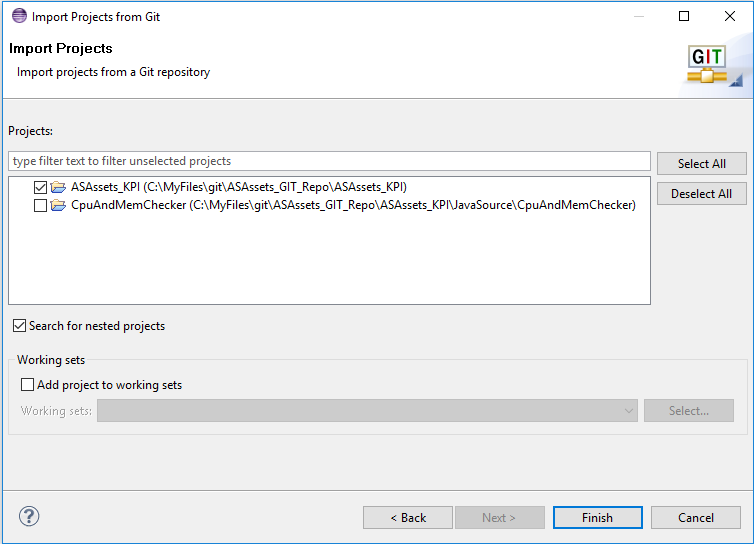 Import Projects from Git
Import Projects
Import projects from a Git repository
GIT
Projects:
type filter text to filter unselected projects
Select All
ASAssets_KPI (C:\MyFiles\git\ASAssets_GIT_Repo\ASAssets_KPI)
Deselect All
CpuAndMemChecker (C:\MyFiles\git\ASAssets_GIT_Repo\ASAssets_KPI\JavaSource\CpuAndMemChecker)
Search for nested projects
Working sets
Add project to working sets
Working sets:
Select...
?
< Back
Next >
Finish
Cancel